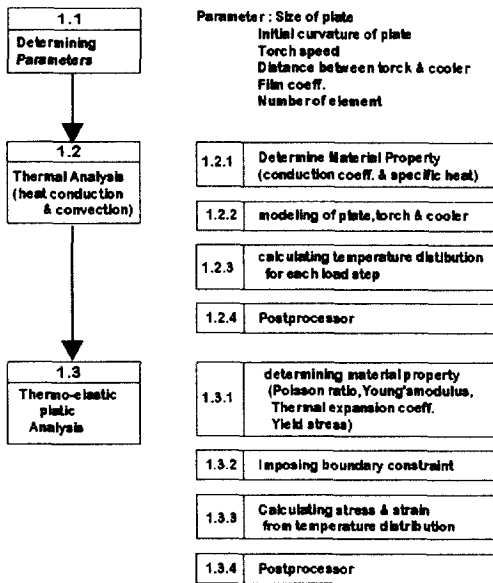 1.1
Determining
Parameters
Parameter : Size of plate
Initial curvature of plate
Torch speed
Distance between torck & cooler
Film coeff.
Number of element
1.2
Thermal Analysis
(heat conduction
& convection)
1.2.1
Determine Material Property
(conduction coeff. & specific heat)
1.2.2
modeling of plate,torch & cooler
1.2.3
calculating temperature distibution
for each load step
1.2.4
Postprocessor
1.3
Thermo-elastic
platic
Analysis
1.3.1
determining material property
(Poisson ratio,Young'smodulus,
Thermal expansion coeff.
Yield stress)
1.3.2
Imposing boundary constraint
1.3.3
Calculating stress & strain
from temperature distribution
1.3.4
Postprocessor